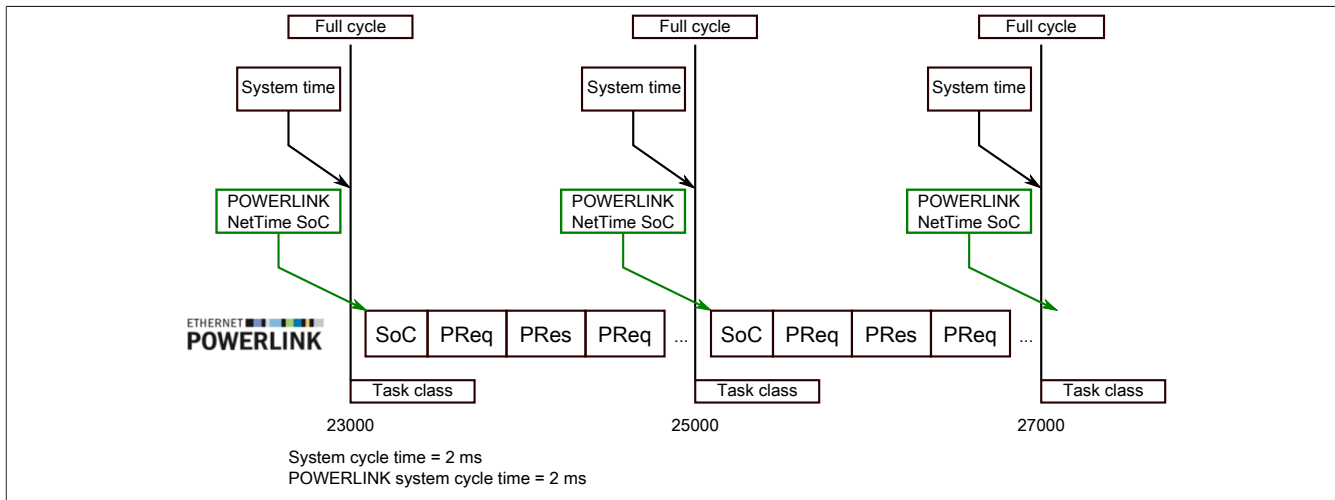 Full cycle
Full cycle
Full cycle
System time
System time
System time
POWERLINK
NetTime SoC
POWERLINK
NetTime SoC
POWERLINK
NetTime SoC
ETHERNET
POWERLINK
SoC PReq PRes PReq ... SoC PReq PRes PReq ...
Task class
Task class
Task class
23000 25000 27000
System cycle time = 2 ms
POWERLINK system cycle time = 2 ms